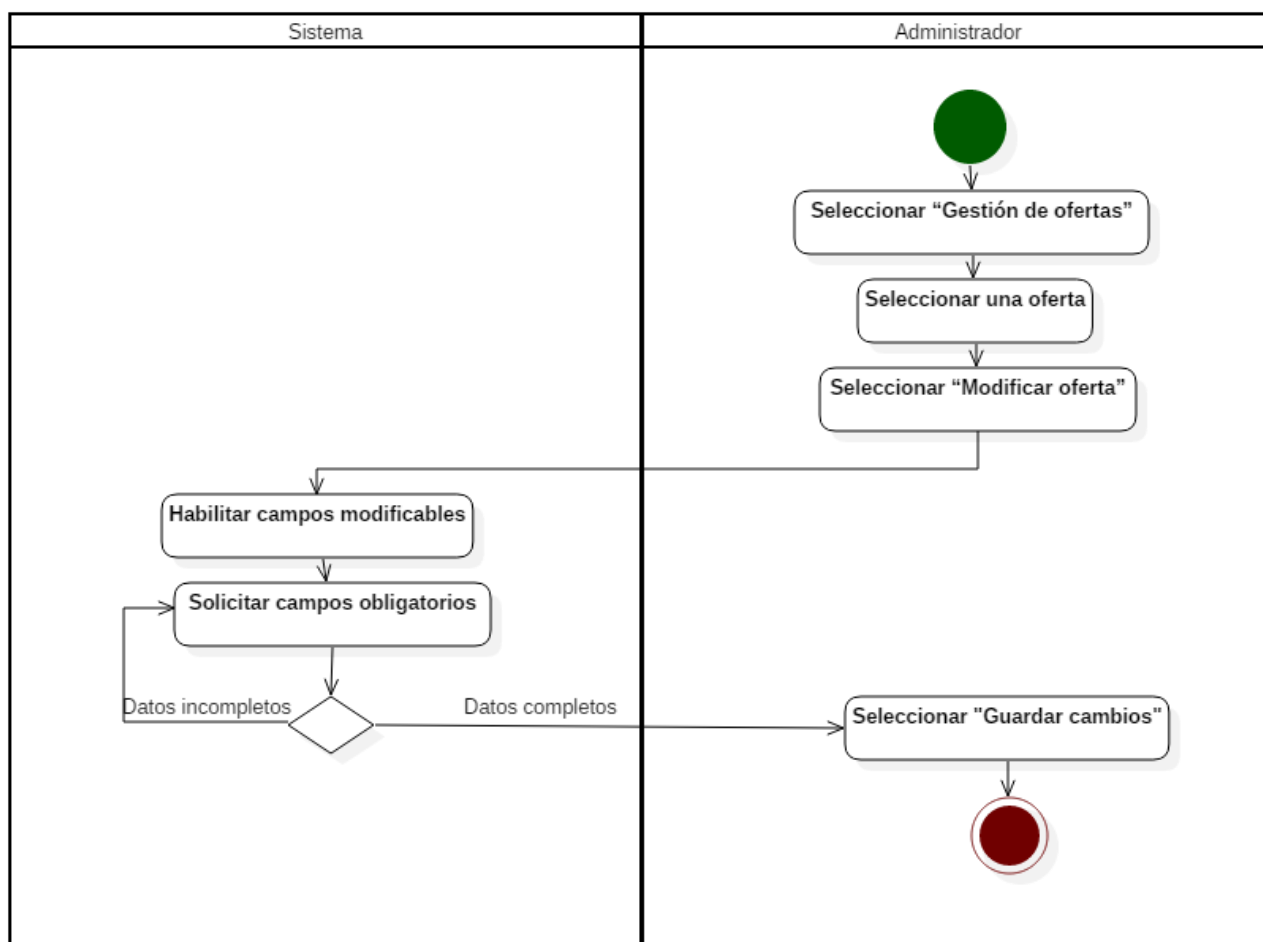 Sistema
Administrador
Seleccionar “Gestión de ofertas”
Seleccionar una oferta
Seleccionar “Modificar oferta”
Habilitar campos modificables
Solicitar campos obligatorios
Datos incompletos
Datos completos
Seleccionar "Guardar cambios"